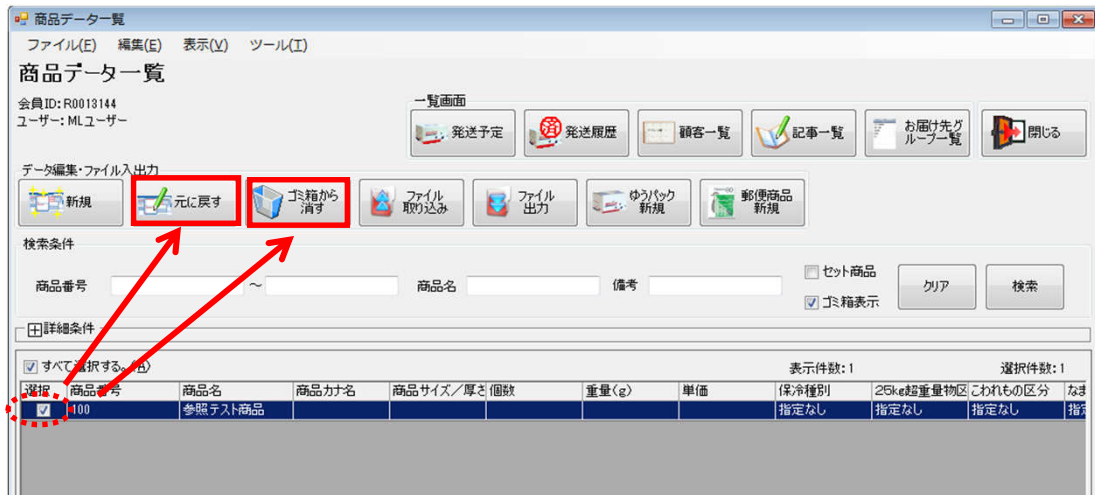 商品データ一覧
ファイル(F) 編集(E) 表示(V) ツール(T)
商品データ一覧
会員ID: R0013144
ユーザー: MLユーザー
一覧画面
発送予定 発送履歴 顧客一覧 記事一覧 お届け先グループ一覧 閉じる
データ編集・ファイル入出力
新規 元に戻す ゴミ箱から消す ファイル取り込み ファイル出力 ゆうパック新規 郵便商品新規
検索条件
商品番号 ～ 商品名 備考 セット商品 クリア 検索
ゴミ箱表示
詳細条件
すべて選択する。(A) 表示件数:1 選択件数:1
選択 商品番号 商品名 商品カナ名 商品サイズ/厚さ 個数 重量(g) 単価 保冷種別 25kg超重量物区 こわれもの区分 なま
100 参照テスト商品 指定なし 指定なし 指定なし 指定